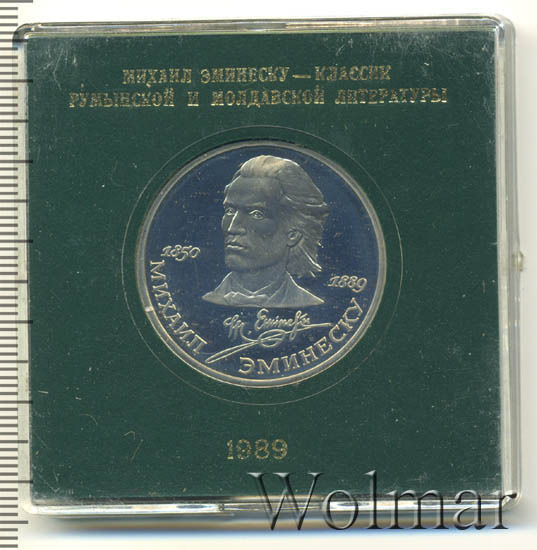 МИХАИЛ ЭМИНЕСКУ — КЛАССИК
РУМЫНСКОЙ И МОЛДАВСКОЙ ЛИТЕРАТУРЫ
1850
1889
M Eminescu
МИХАИЛ ЭМИНЕСКУ
1989
Wolmar